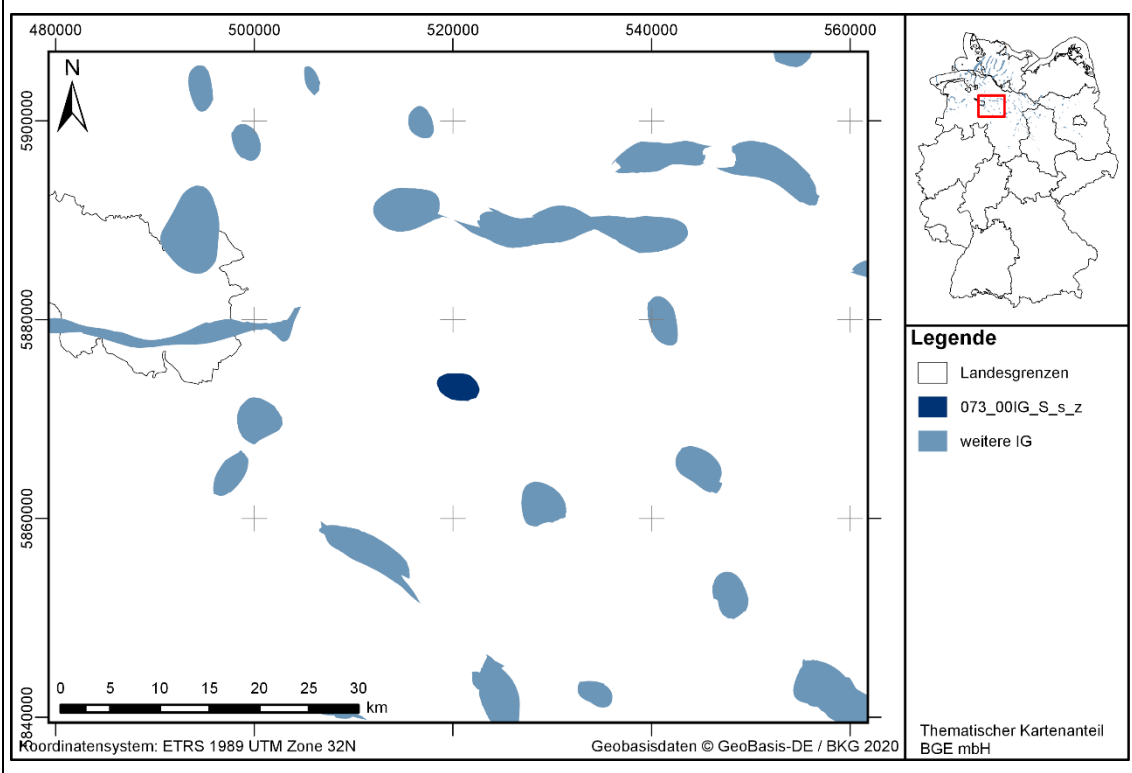 480000 500000 520000 540000 560000
N
5900000
5880000
5860000
5840000
0 5 10 15 20 25 30
km
Koordinatensystem: ETRS 1989 UTM Zone 32N
Geobasisdaten © GeoBasis-DE / BKG 2020
Legende
Landesgrenzen
073_00IG_S_s_z
weitere IG
Thematischer Kartenanteil
BGE mbH